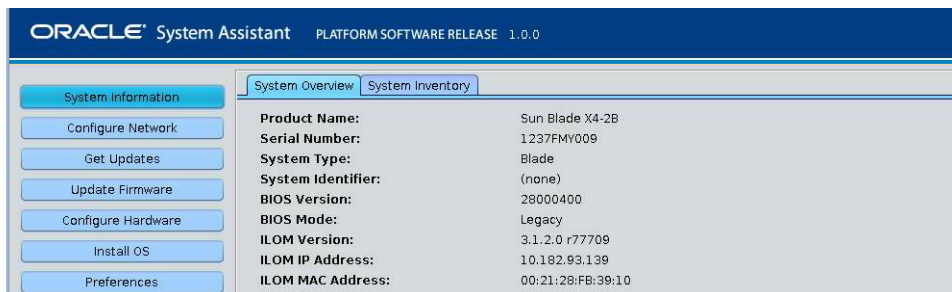 ORACLE® System Assistant PLATFORM SOFTWARE RELEASE 1.0.0
System Information
Configure Network
Get Updates
Update Firmware
Configure Hardware
Install OS
Preferences
System Overview System Inventory
Product Name: Sun Blade X4-2B
Serial Number: 1237FMY009
System Type: Blade
System Identifier: (none)
BIOS Version: 28000400
BIOS Mode: Legacy
ILOM Version: 3.1.2.0 r77709
ILOM IP Address: 10.182.93.139
ILOM MAC Address: 00:21:28:FB:39:10